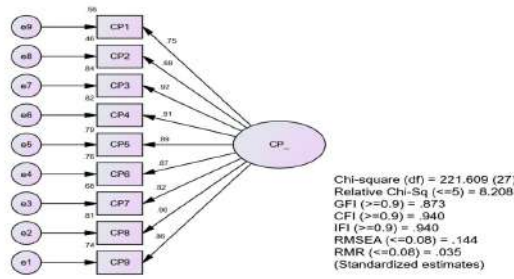 .56
e9 CP1 .75
.46
e8 CP2 .68
.84
e7 CP3 .92
.82
e6 CP4 .91
.79
e5 CP5 .89 CP_
.76
e4 CP6 .87
.68
e3 CP7 .82
.81
e2 CP8 .90
.74
e1 CP9 .86
Chi-square (df) = 221.609 (27)
Relative Chi-Sq (<=5) = 8.208
GFI (>=0.9) = .873
CFI (>=0.9) = .940
IFI (>=0.9) = .940
RMSEA (<=0.08) = .144
RMR (<=0.08) = .035
(Standardized estimates)